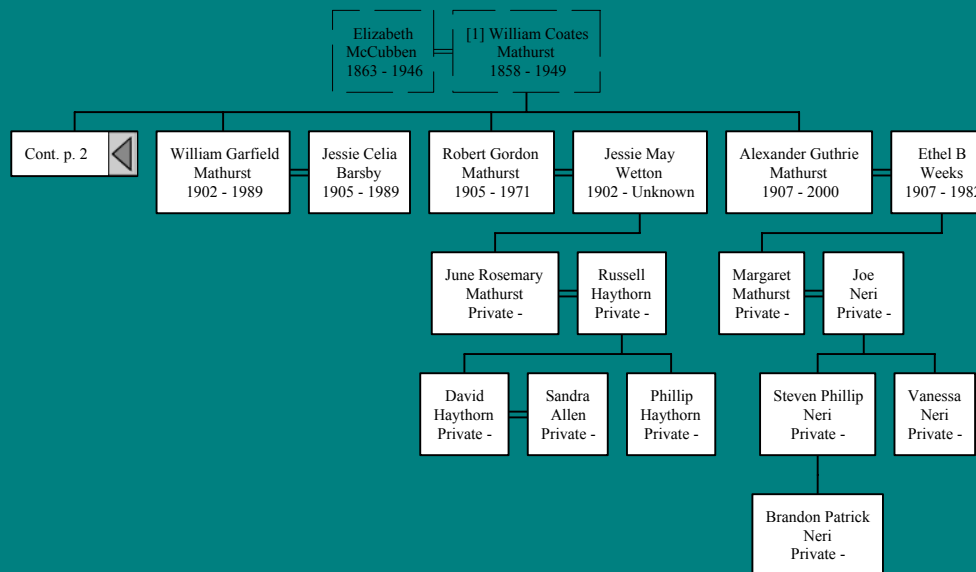 Elizabeth
McCubben
1863 - 1946
[1] William Coates
Mathurst
1858 - 1949
Cont. p. 2
William Garfield
Mathurst
1902 - 1989
Jessie Celia
Barsby
1905 - 1989
Robert Gordon
Mathurst
1905 - 1971
Jessie May
Wetton
1902 - Unknown
Alexander Guthrie
Mathurst
1907 - 2000
Ethel B
Weeks
1907 - 1982
June Rosemary
Mathurst
Private -
Russell
Haythorn
Private -
Margaret
Mathurst
Private -
Joe
Neri
Private -
David
Haythorn
Private -
Sandra
Allen
Private -
Phillip
Haythorn
Private -
Steven Phillip
Neri
Private -
Vanessa
Neri
Private -
Brandon Patrick
Neri
Private -